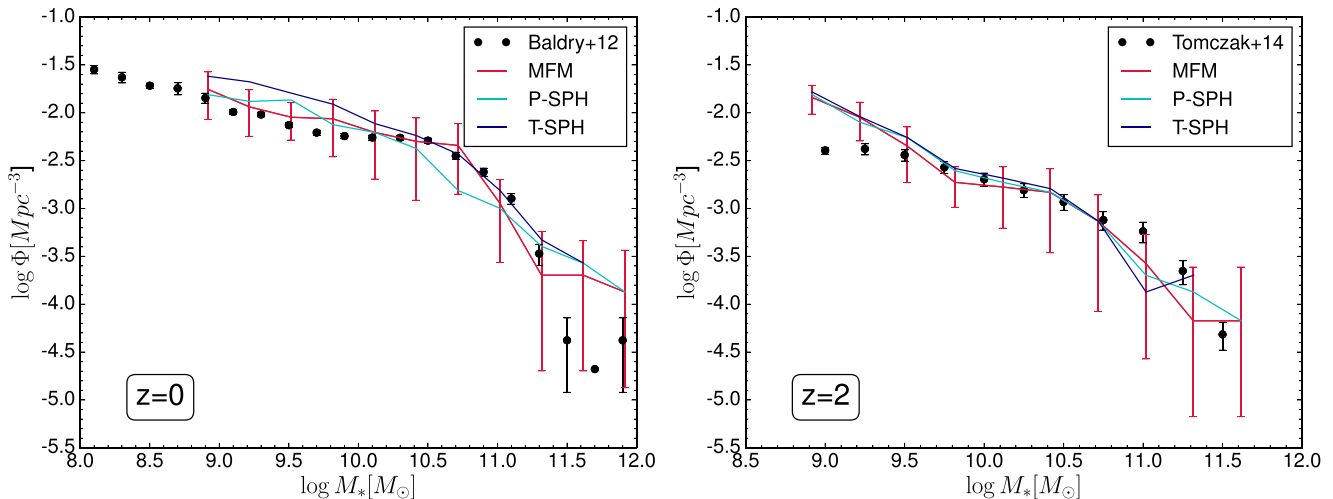 -1.0
-1.5
-2.0
-2.5
-3.0
-3.5
-4.0
-4.5
-5.0
-5.5
log Φ[Mpc⁻³]
Baldry+12
MFM
P-SPH
T-SPH
z=0
8.0 8.5 9.0 9.5 10.0 10.5 11.0 11.5 12.0
log M*[M⊙]
-1.0
-1.5
-2.0
-2.5
-3.0
-3.5
-4.0
-4.5
-5.0
-5.5
log Φ[Mpc⁻³]
Tomczak+14
MFM
P-SPH
T-SPH
z=2
8.5 9.0 9.5 10.0 10.5 11.0 11.5 12.0
log M*[M⊙]